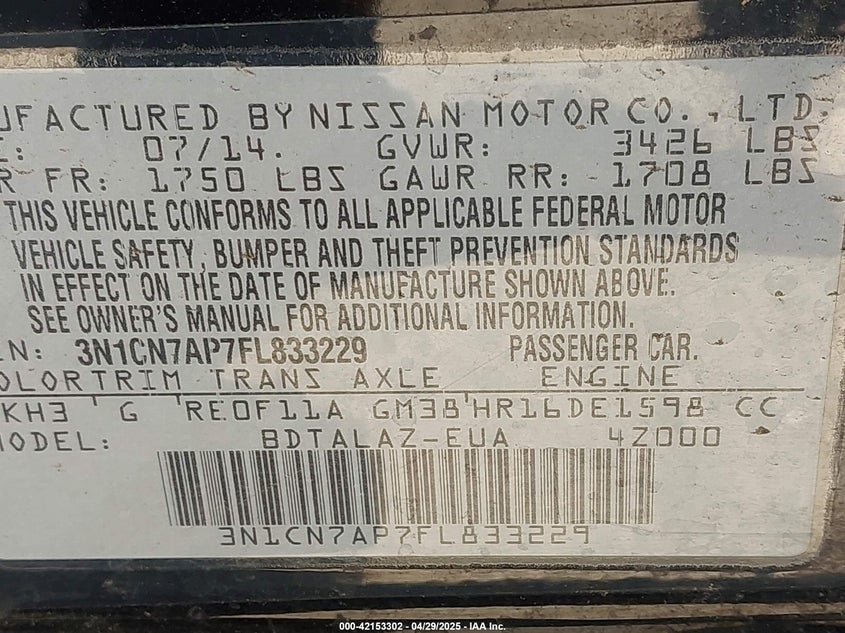 UFACTURED BY NISSAN MOTOR CO., LTD.
E: 07/14. GVWR: 3426 LBS
R FR: 1750 LBS GAWR RR: 1708 LBS
THIS VEHICLE CONFORMS TO ALL APPLICABLE FEDERAL MOTOR
VEHICLE SAFETY, BUMPER AND THEFT PREVENTION STANDARDS
IN EFFECT ON THE DATE OF MANUFACTURE SHOWN ABOVE.
SEE OWNER'S MANUAL FOR ADDITIONAL INFORMATION.
.N: 3N1CN7AP7FL833229 PASSENGER CAR.
OLORTRIM TRANS AXLE ENGINE
KH3 ' G ' RE0F11A GM38'HR16DE1598 CC
MODEL: BDTALAZ-EUA 4Z000
3N1CN7AP7FL833229
000-42153302 - 04/29/2025 - IAA Inc.